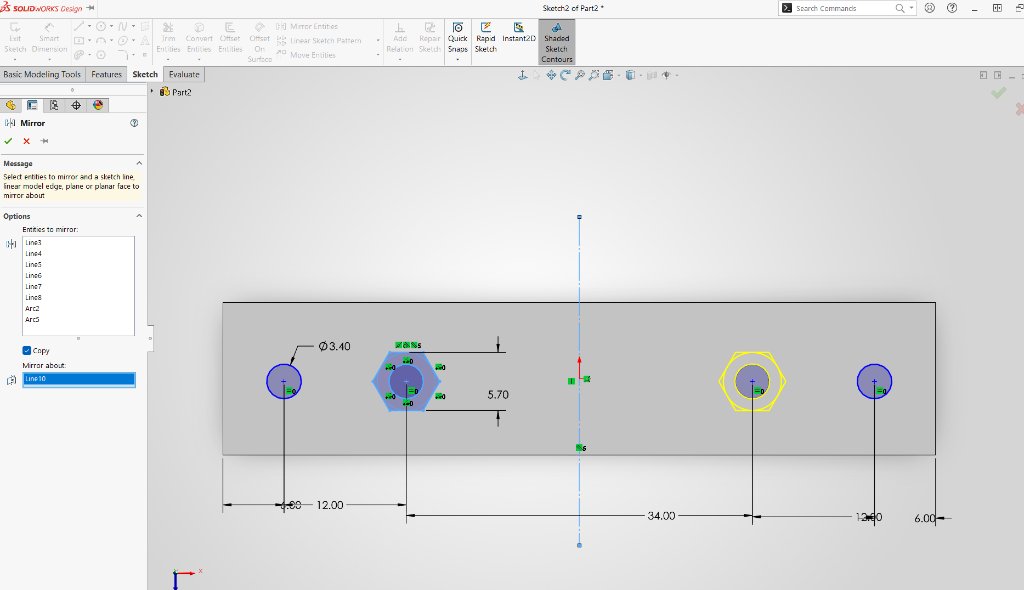 SOLIDWORKS Design
Sketch2 of Part2 *
Search Commands
Exit Sketch
Smart Dimension
Trim Entities
Convert Entities
Offset Entities
Offset On Surface
Mirror Entities
Linear Sketch Pattern
Move Entities
Add Relation
Repair Sketch
Quick Snaps
Rapid Sketch
Instant2D
Shaded Sketch Contours
Basic Modeling Tools
Features
Sketch
Evaluate
Part2
Mirror
Message
Select entities to mirror and a sketch line,
linear model edge, plane or planar face to
mirror about
Options
Entities to mirror:
Line3
Line4
Line5
Line6
Line7
Line8
Arc2
Arc5
Copy
Mirror about:
Line10
Ø3.40
5.70
12.00
34.00
12.00
6.00
X